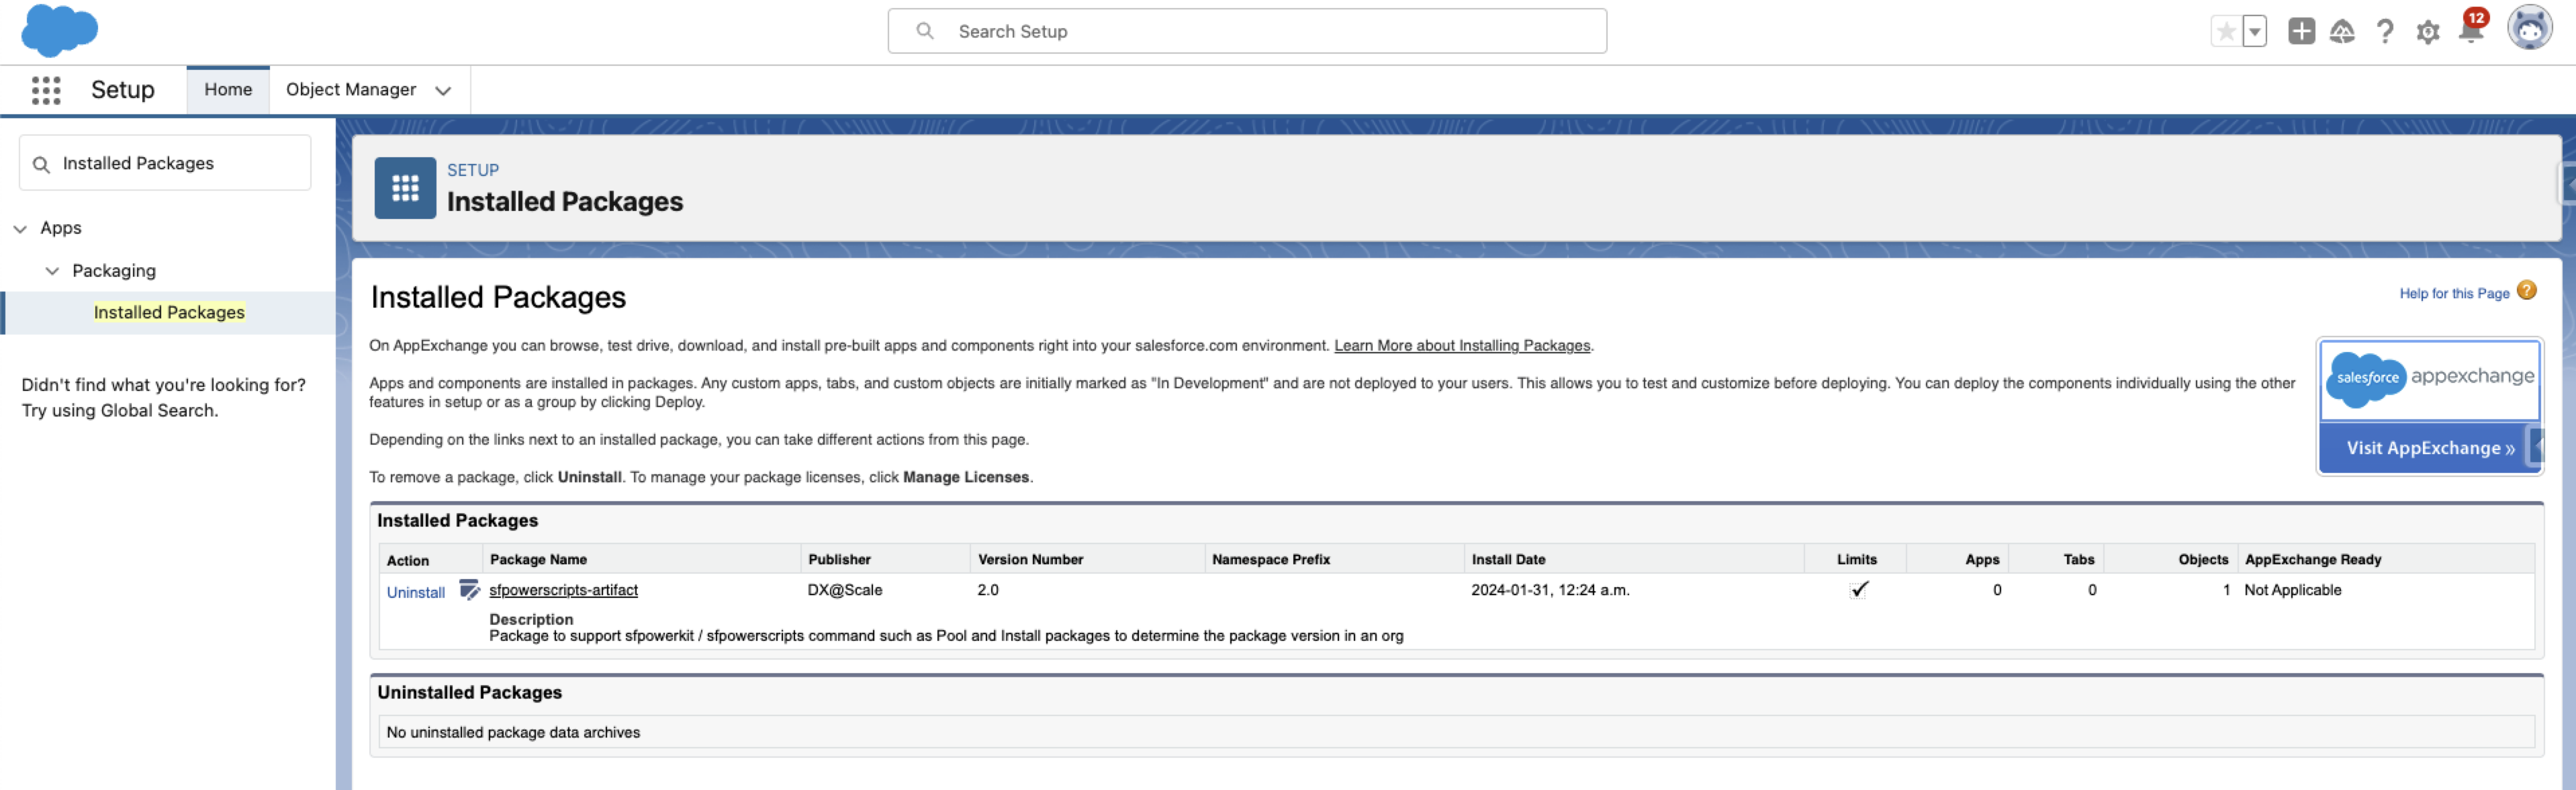 Search Setup
12
Setup
Home
Object Manager
Installed Packages
Apps
Packaging
Installed Packages
Didn't find what you're looking for?
Try using Global Search.
SETUP
Installed Packages
Installed Packages
Help for this Page ?
On AppExchange you can browse, test drive, download, and install pre-built apps and components right into your salesforce.com environment. Learn More about Installing Packages.
Apps and components are installed in packages. Any custom apps, tabs, and custom objects are initially marked as "In Development" and are not deployed to your users. This allows you to test and customize before deploying. You can deploy the components individually using the other
features in setup or as a group by clicking Deploy.
Depending on the links next to an installed package, you can take different actions from this page.
To remove a package, click Uninstall. To manage your package licenses, click Manage Licenses.
salesforce appexchange
Visit AppExchange »
Installed Packages
Action Package Name Publisher Version Number Namespace Prefix Install Date Limits Apps Tabs Objects AppExchange Ready
Uninstall sfpowerscripts-artifact DX@Scale 2.0 2024-01-31, 12:24 a.m. ✓ 0 0 1 Not Applicable
Description
Package to support sfpowerkit / sfpowerscripts command such as Pool and Install packages to determine the package version in an org
Uninstalled Packages
No uninstalled package data archives